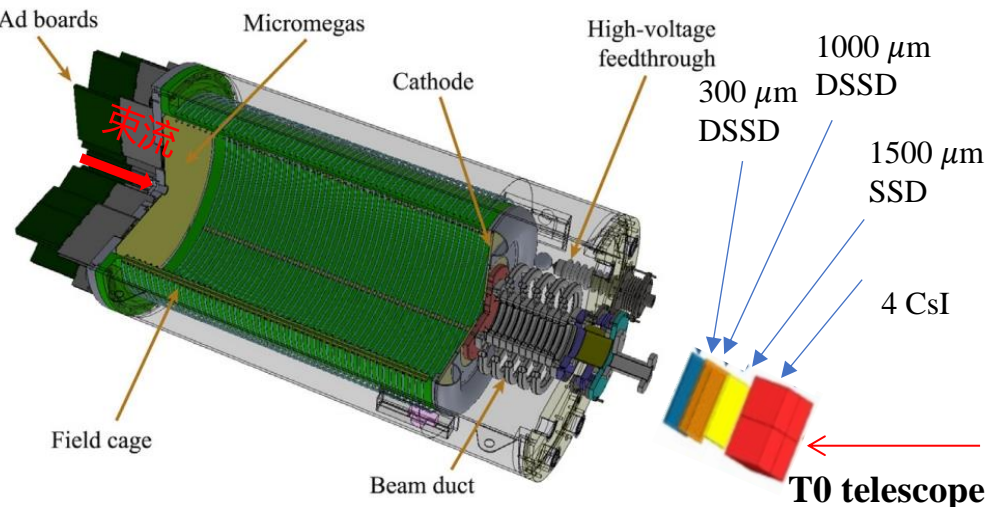 Ad boards
Micromegas
High-voltage
feedthrough
Cathode
300 μm
DSSD
1000 μm
DSSD
1500 μm
SSD
4 CsI
束流
Field cage
Beam duct
T0 telescope